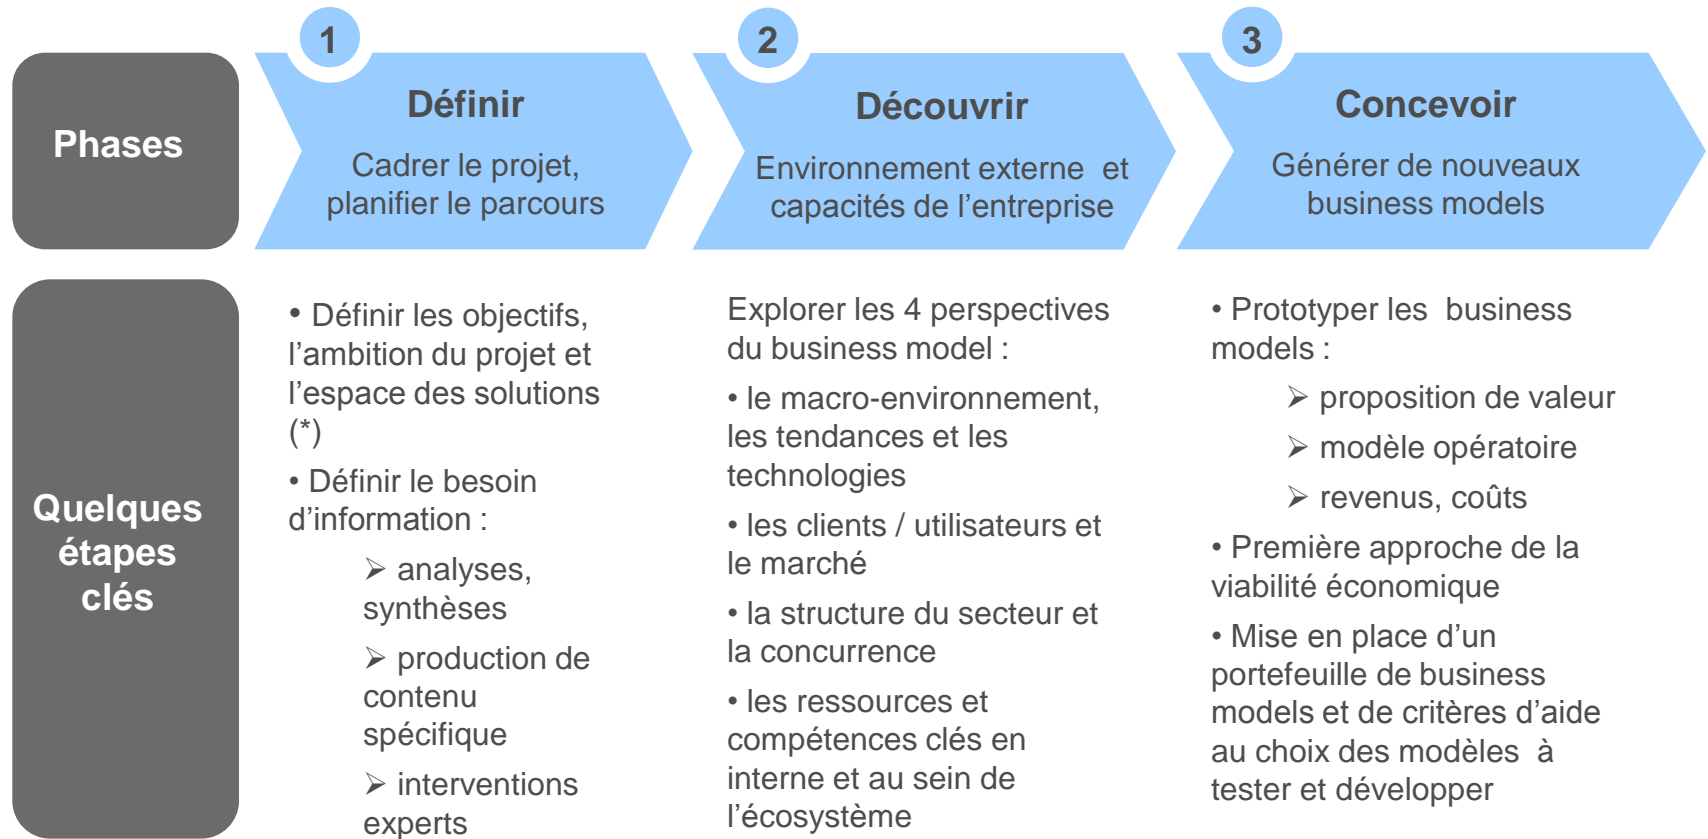 Phases
1
Définir
Cadrer le projet,
planifier le parcours
2
Découvrir
Environnement externe et
capacités de l’entreprise
3
Concevoir
Générer de nouveaux
business models
Quelques
étapes
clés
• Définir les objectifs,
l’ambition du projet et
l’espace des solutions
(*)
• Définir le besoin
d’information :
➢ analyses,
synthèses
➢ production de
contenu
spécifique
➢ interventions
experts
Explorer les 4 perspectives
du business model :
• le macro-environnement,
les tendances et les
technologies
• les clients / utilisateurs et
le marché
• la structure du secteur et
la concurrence
• les ressources et
compétences clés en
interne et au sein de
l’écosystème
• Prototyper les business
models :
➢ proposition de valeur
➢ modèle opératoire
➢ revenus, coûts
• Première approche de la
viabilité économique
• Mise en place d’un
portefeuille de business
models et de critères d’aide
au choix des modèles à
tester et développer